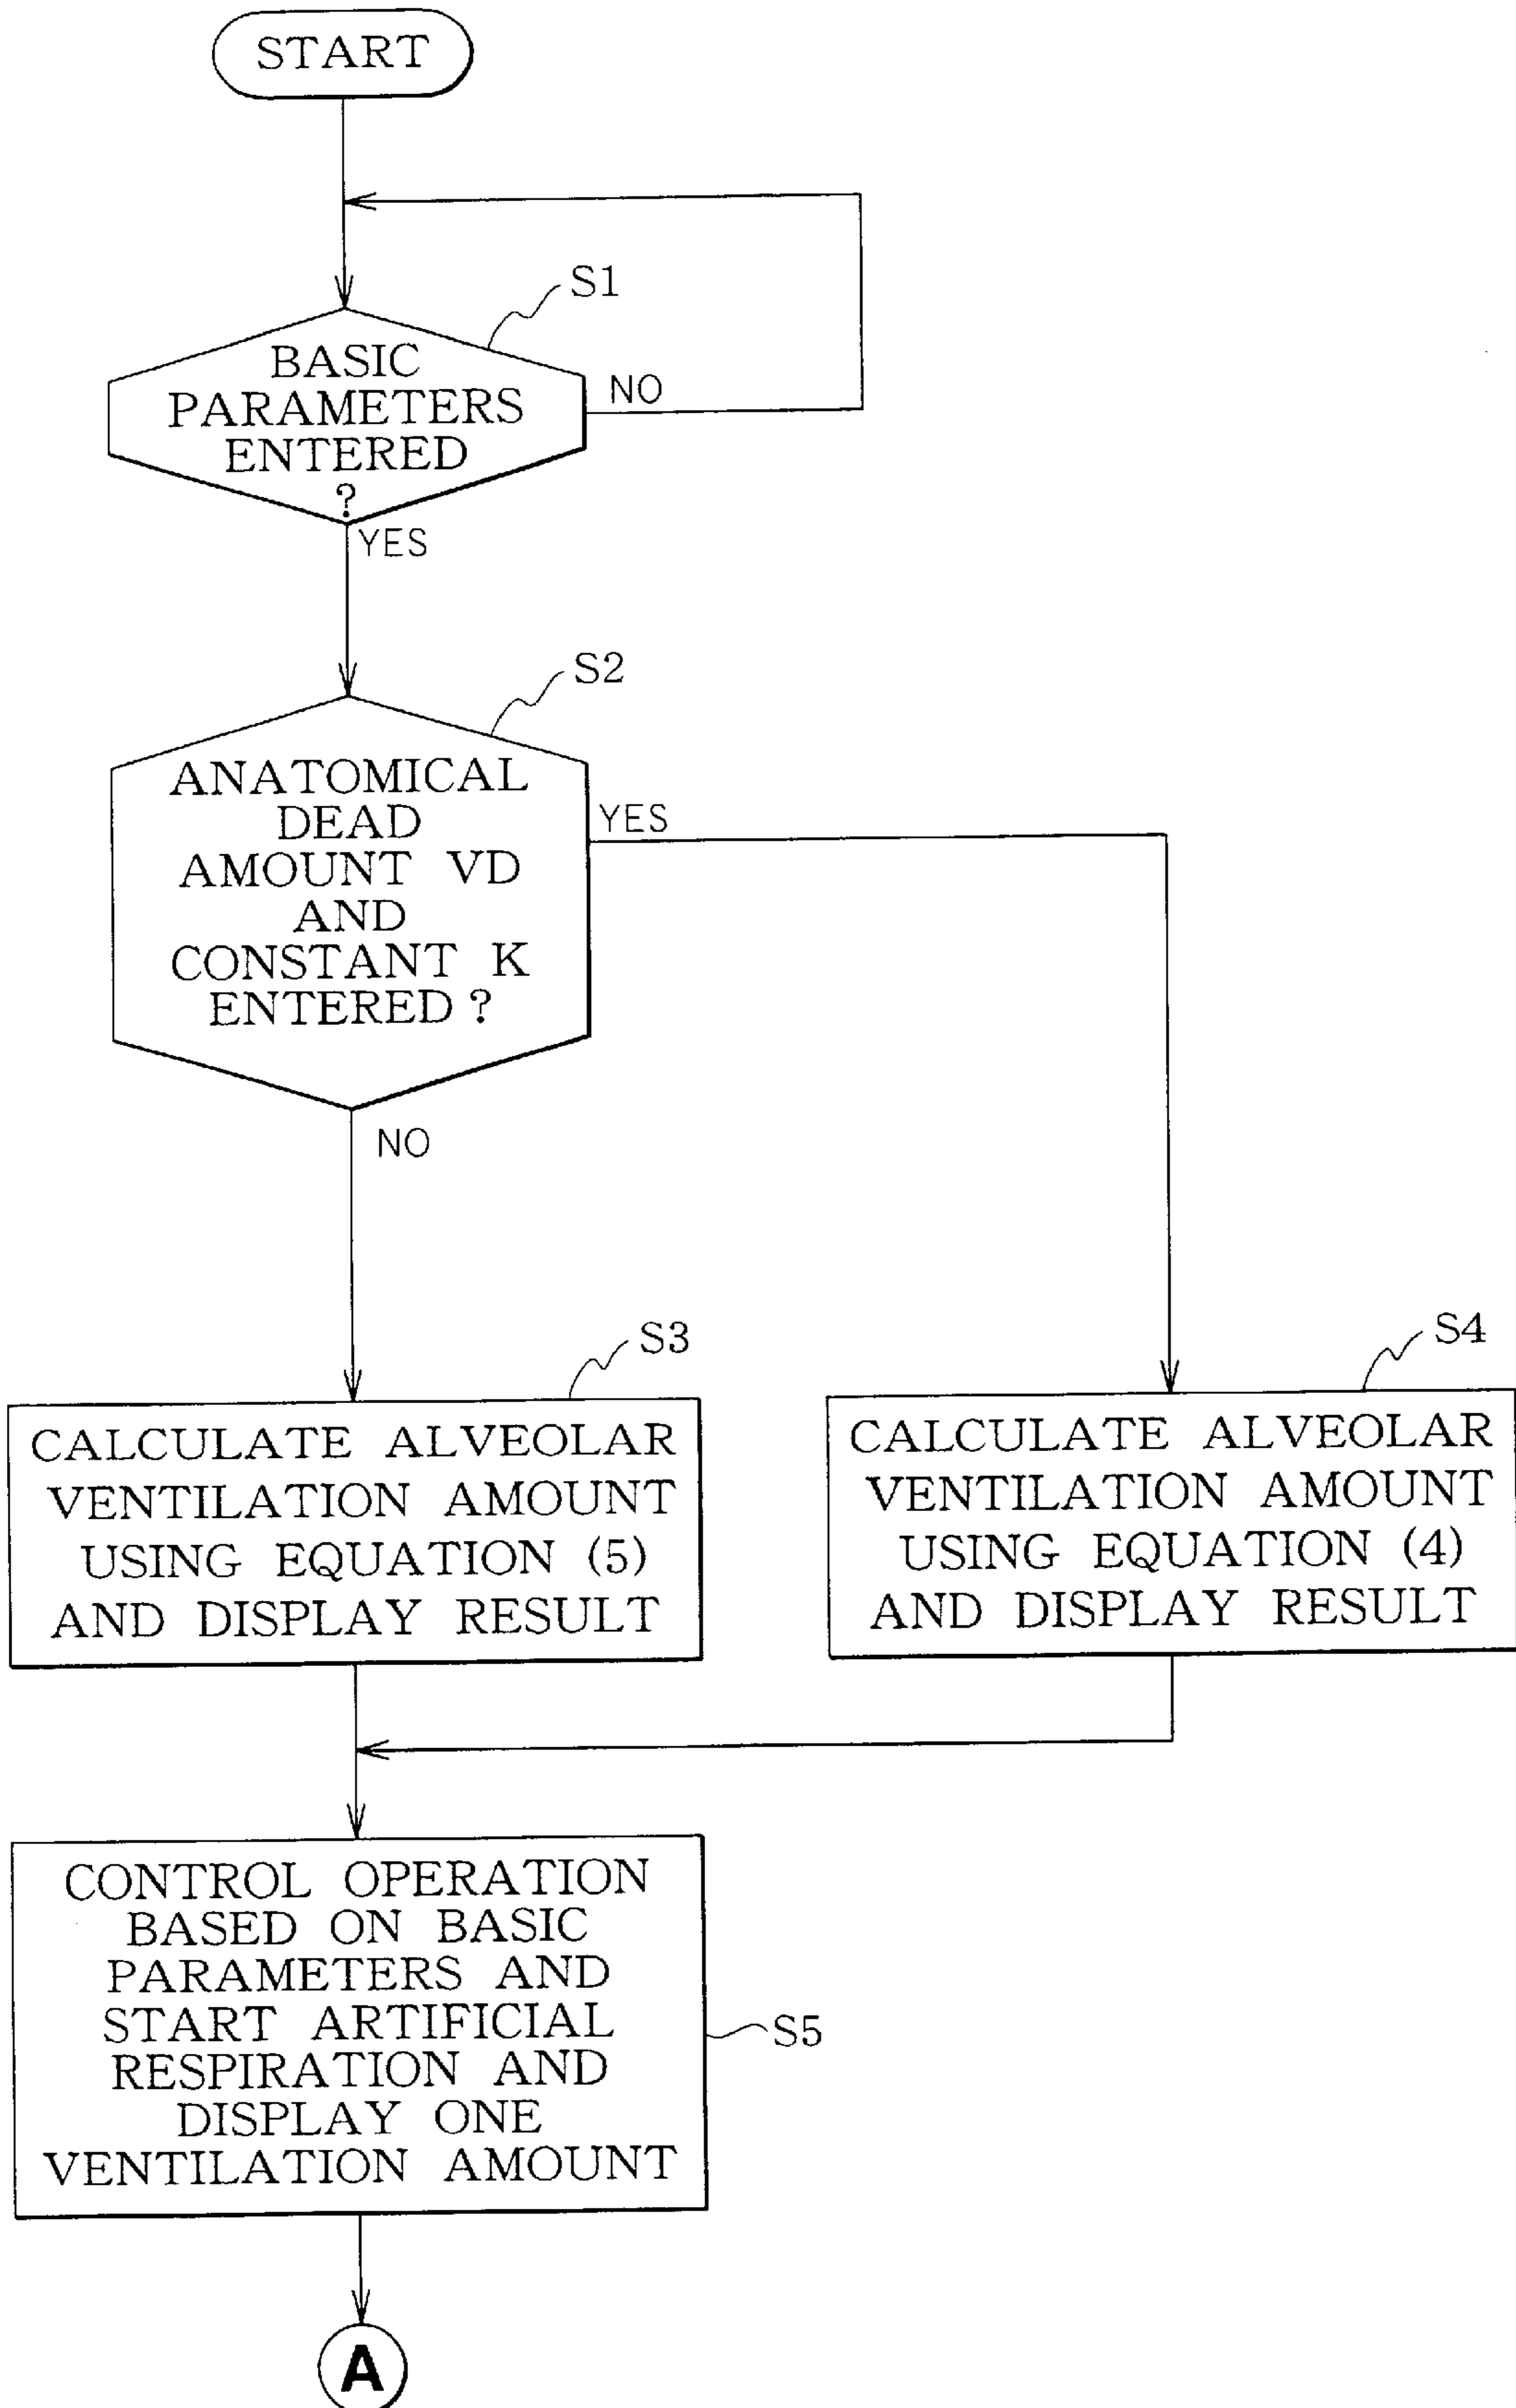 START
S1
BASIC
PARAMETERS
ENTERED
?
NO
YES
S2
ANATOMICAL
DEAD
AMOUNT VD
AND
CONSTANT K
ENTERED ?
YES
NO
S3
CALCULATE ALVEOLAR
VENTILATION AMOUNT
USING EQUATION (5)
AND DISPLAY RESULT
S4
CALCULATE ALVEOLAR
VENTILATION AMOUNT
USING EQUATION (4)
AND DISPLAY RESULT
CONTROL OPERATION
BASED ON BASIC
PARAMETERS AND
START ARTIFICIAL
RESPIRATION AND
DISPLAY ONE
VENTILATION AMOUNT
S5
A